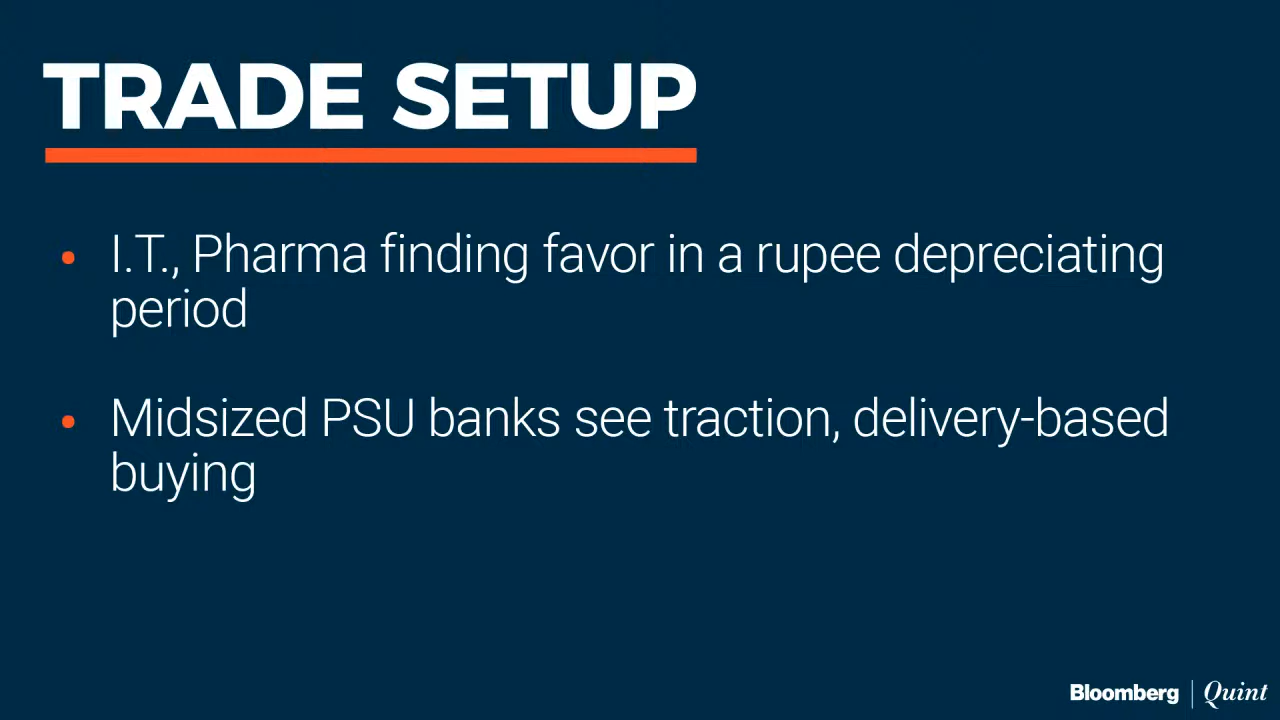 TRADE SETUP
• I.T., Pharma finding favor in a rupee depreciating
period
• Midsized PSU banks see traction, delivery-based
buying
Bloomberg | Quint